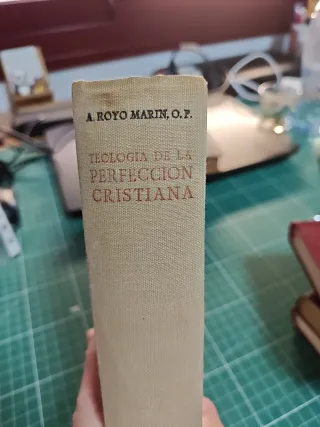 A. ROYO MARIN, O. P.
TEOLOGIA DE LA
PERFECCION
CRISTIANA